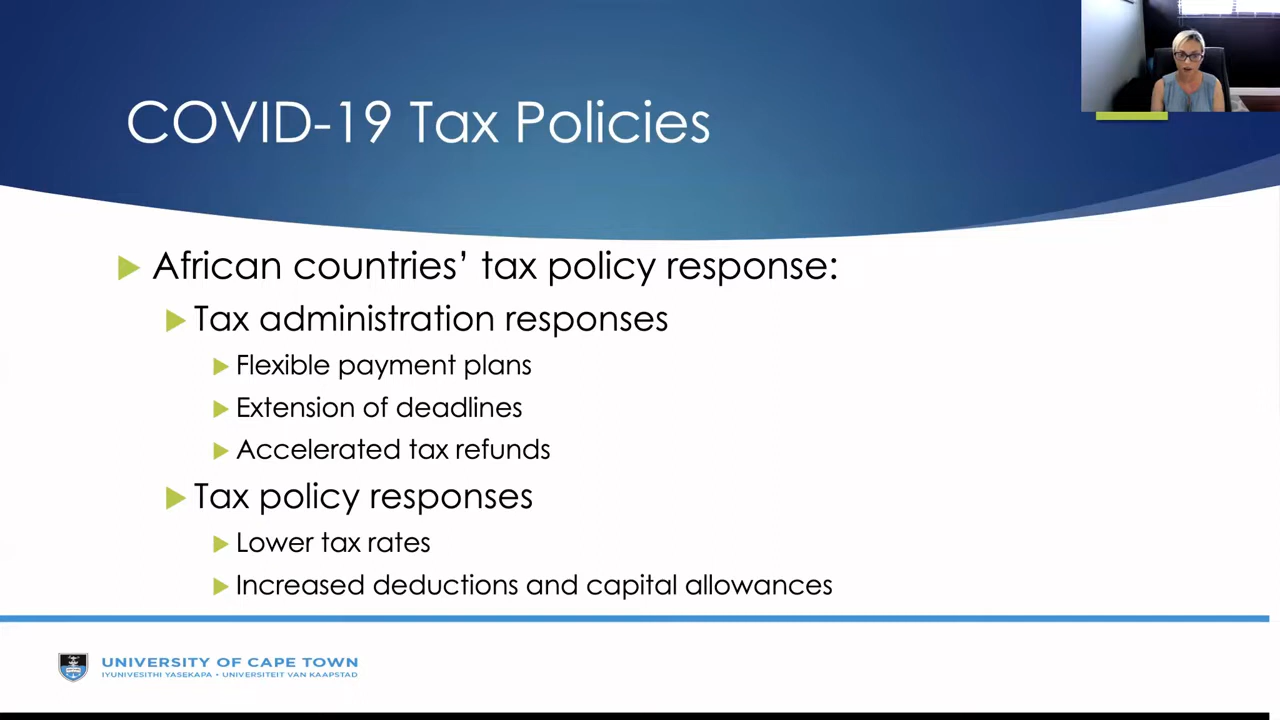 COVID-19 Tax Policies
African countries’ tax policy response:
Tax administration responses
Flexible payment plans
Extension of deadlines
Accelerated tax refunds
Tax policy responses
Lower tax rates
Increased deductions and capital allowances
UNIVERSITY OF CAPE TOWN
IYUNIVESITHI YASEKAPA • UNIVERSITEIT VAN KAAPSTAD